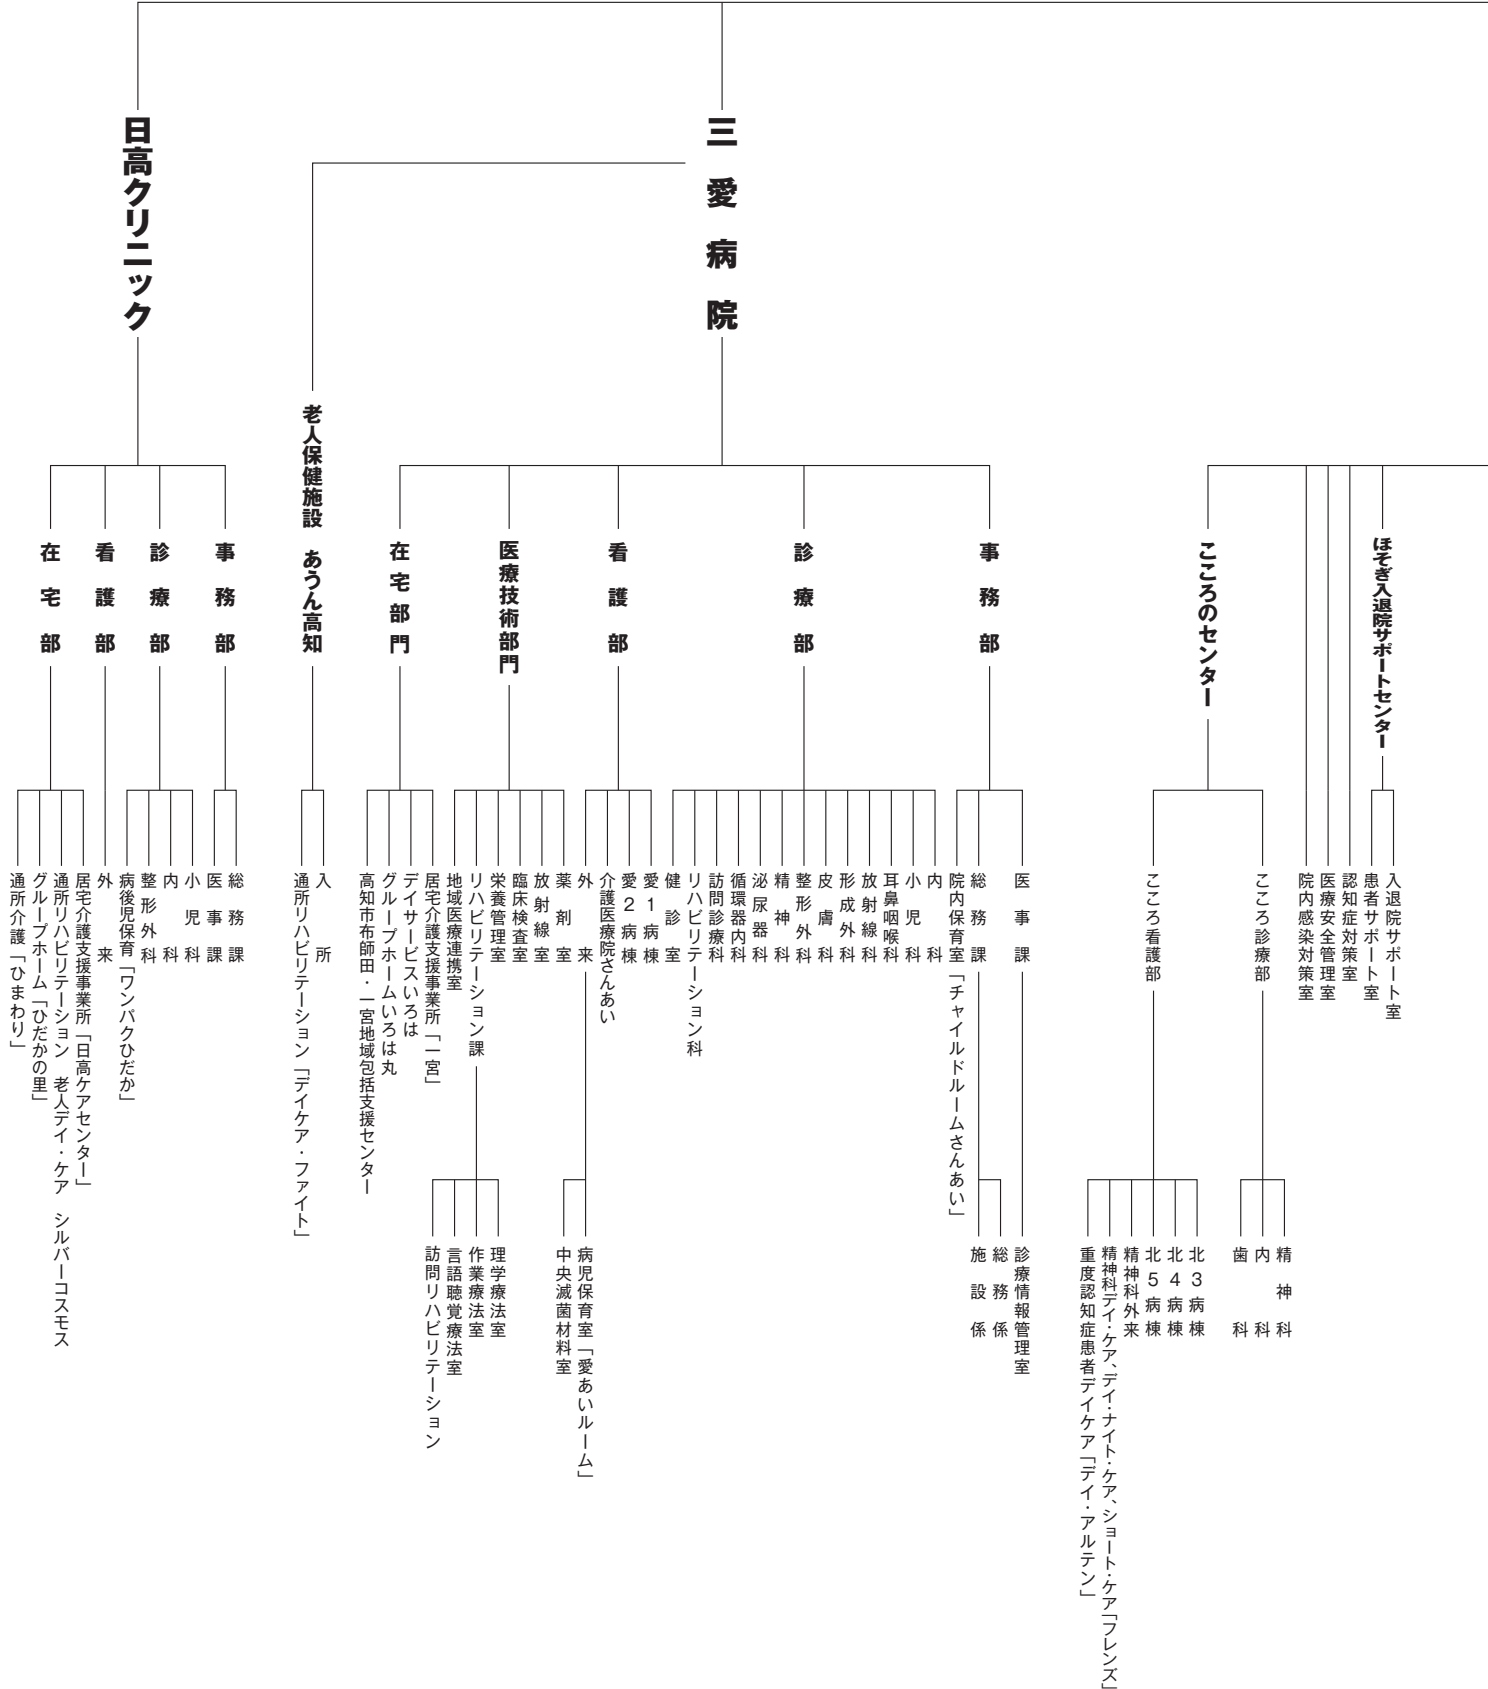 ほそぎ入退院サポートセンター
入退院サポート室
患者サポート室
認知症対策室
医療安全管理室
院内感染対策室
こころのセンター
こころ診療部
精神科
内科
歯科
こころ看護部
北3病棟
北4病棟
北5病棟
精神科外来
精神科デイ・ケア、デイ・ナイト・ケア、ショート・ケア「フレンズ」
重度認知症患者デイケア「デイ・アルテン」
三愛病院
事務部
医事課
診療情報管理室
総務課
総務係
施設係
院内保育室「チャイルドルームさんあい」
診療部
内科
小児科
耳鼻咽喉科
放射線科
形成外科
皮膚科
整形外科
精神科
泌尿器科
循環器内科
訪問診療科
リハビリテーション科
健診室
看護部
愛1病棟
愛2病棟
介護医療院さんあい
外来
病児保育室「愛あいルーム」
中央滅菌材料室
医療技術部門
薬剤室
放射線室
臨床検査室
栄養管理室
リハビリテーション課
理学療法室
作業療法室
言語聴覚療法室
訪問リハビリテーション
地域医療連携室
在宅部門
居宅介護支援事業所「一宮」
デイサービスいろは
グループホームいろは丸
高知市布師田・一宮地域包括支援センター
老人保健施設 あうん高知
入所
通所リハビリテーション「デイケア・ファイト」
日高クリニック
事務部
総務課
医事課
診療部
小児科
内科
整形外科
病後児保育「ワンパクひだか」
看護部
外来
在宅部
居宅介護支援事業所「日高ケアセンター」
通所リハビリテーション 老人デイ・ケア シルバーコスモス
グループホーム「ひだかの里」
通所介護「ひまわり」